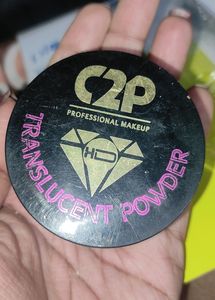 C2P
PROFESSIONAL MAKEUP
HD
TRANSLUCENT POWDER